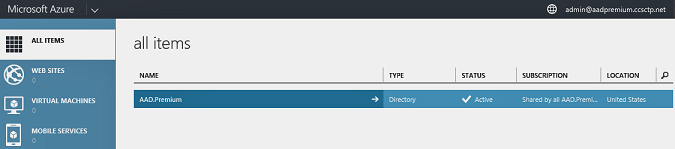 Microsoft Azure
admin@aadpremium.ccsctp.net
ALL ITEMS
WEB SITES
0
VIRTUAL MACHINES
0
MOBILE SERVICES
0
all items
NAME TYPE STATUS SUBSCRIPTION LOCATION
AAD.Premium Directory Active Shared by all AAD.Premi... United States